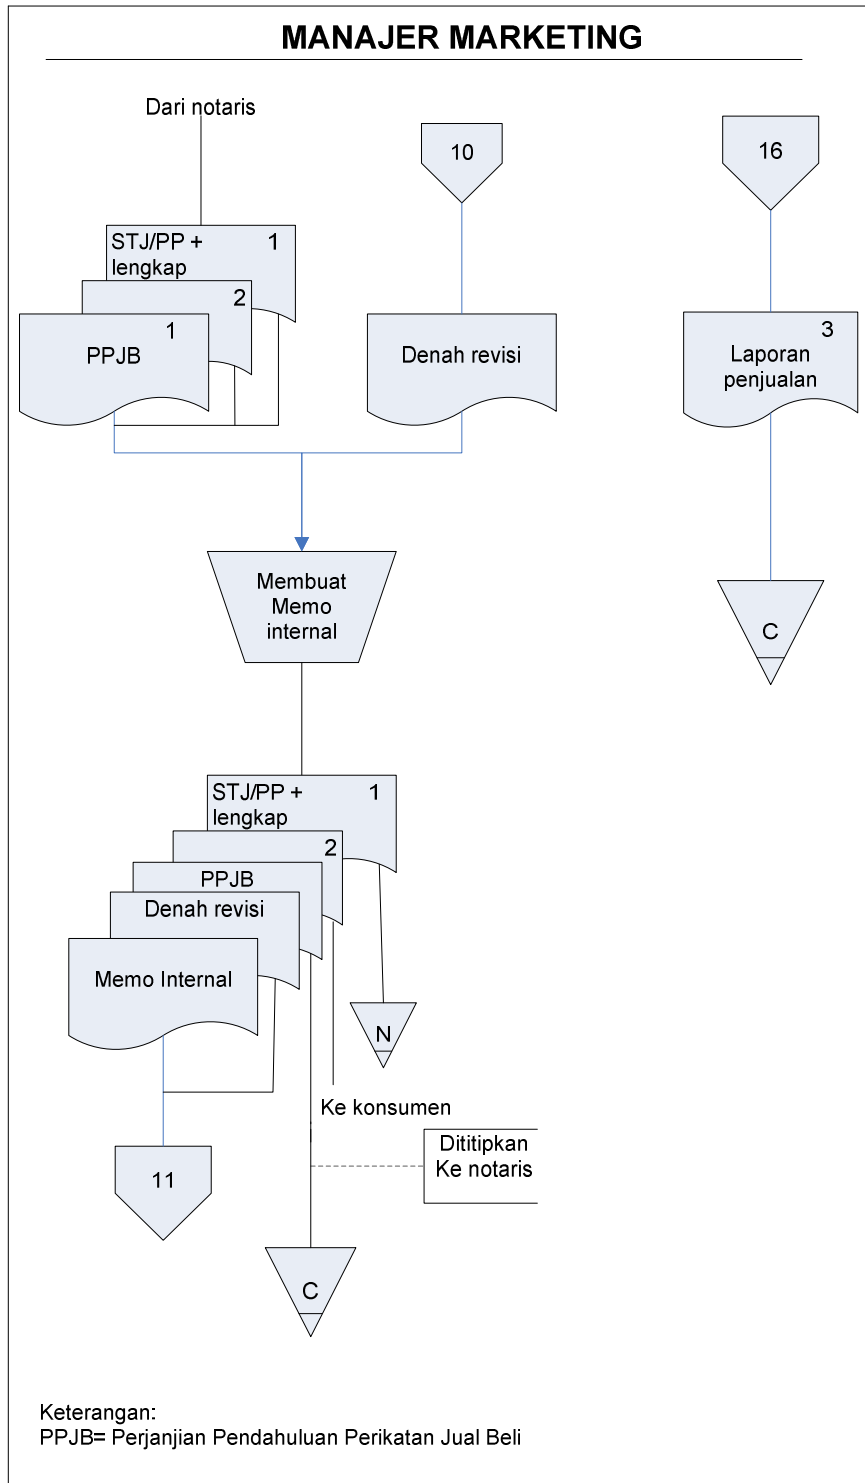 MANAJER MARKETING
Dari notaris
10
16
STJ/PP +
lengkap
1
2
PPJB
1
Denah revisi
Laporan
penjualan
3
Membuat
Memo
internal
C
STJ/PP +
lengkap
1
2
PPJB
Denah revisi
Memo Internal
N
Ke konsumen
Dititipkan
Ke notaris
11
C
Keterangan:
PPJB= Perjanjian Pendahuluan Perikatan Jual Beli